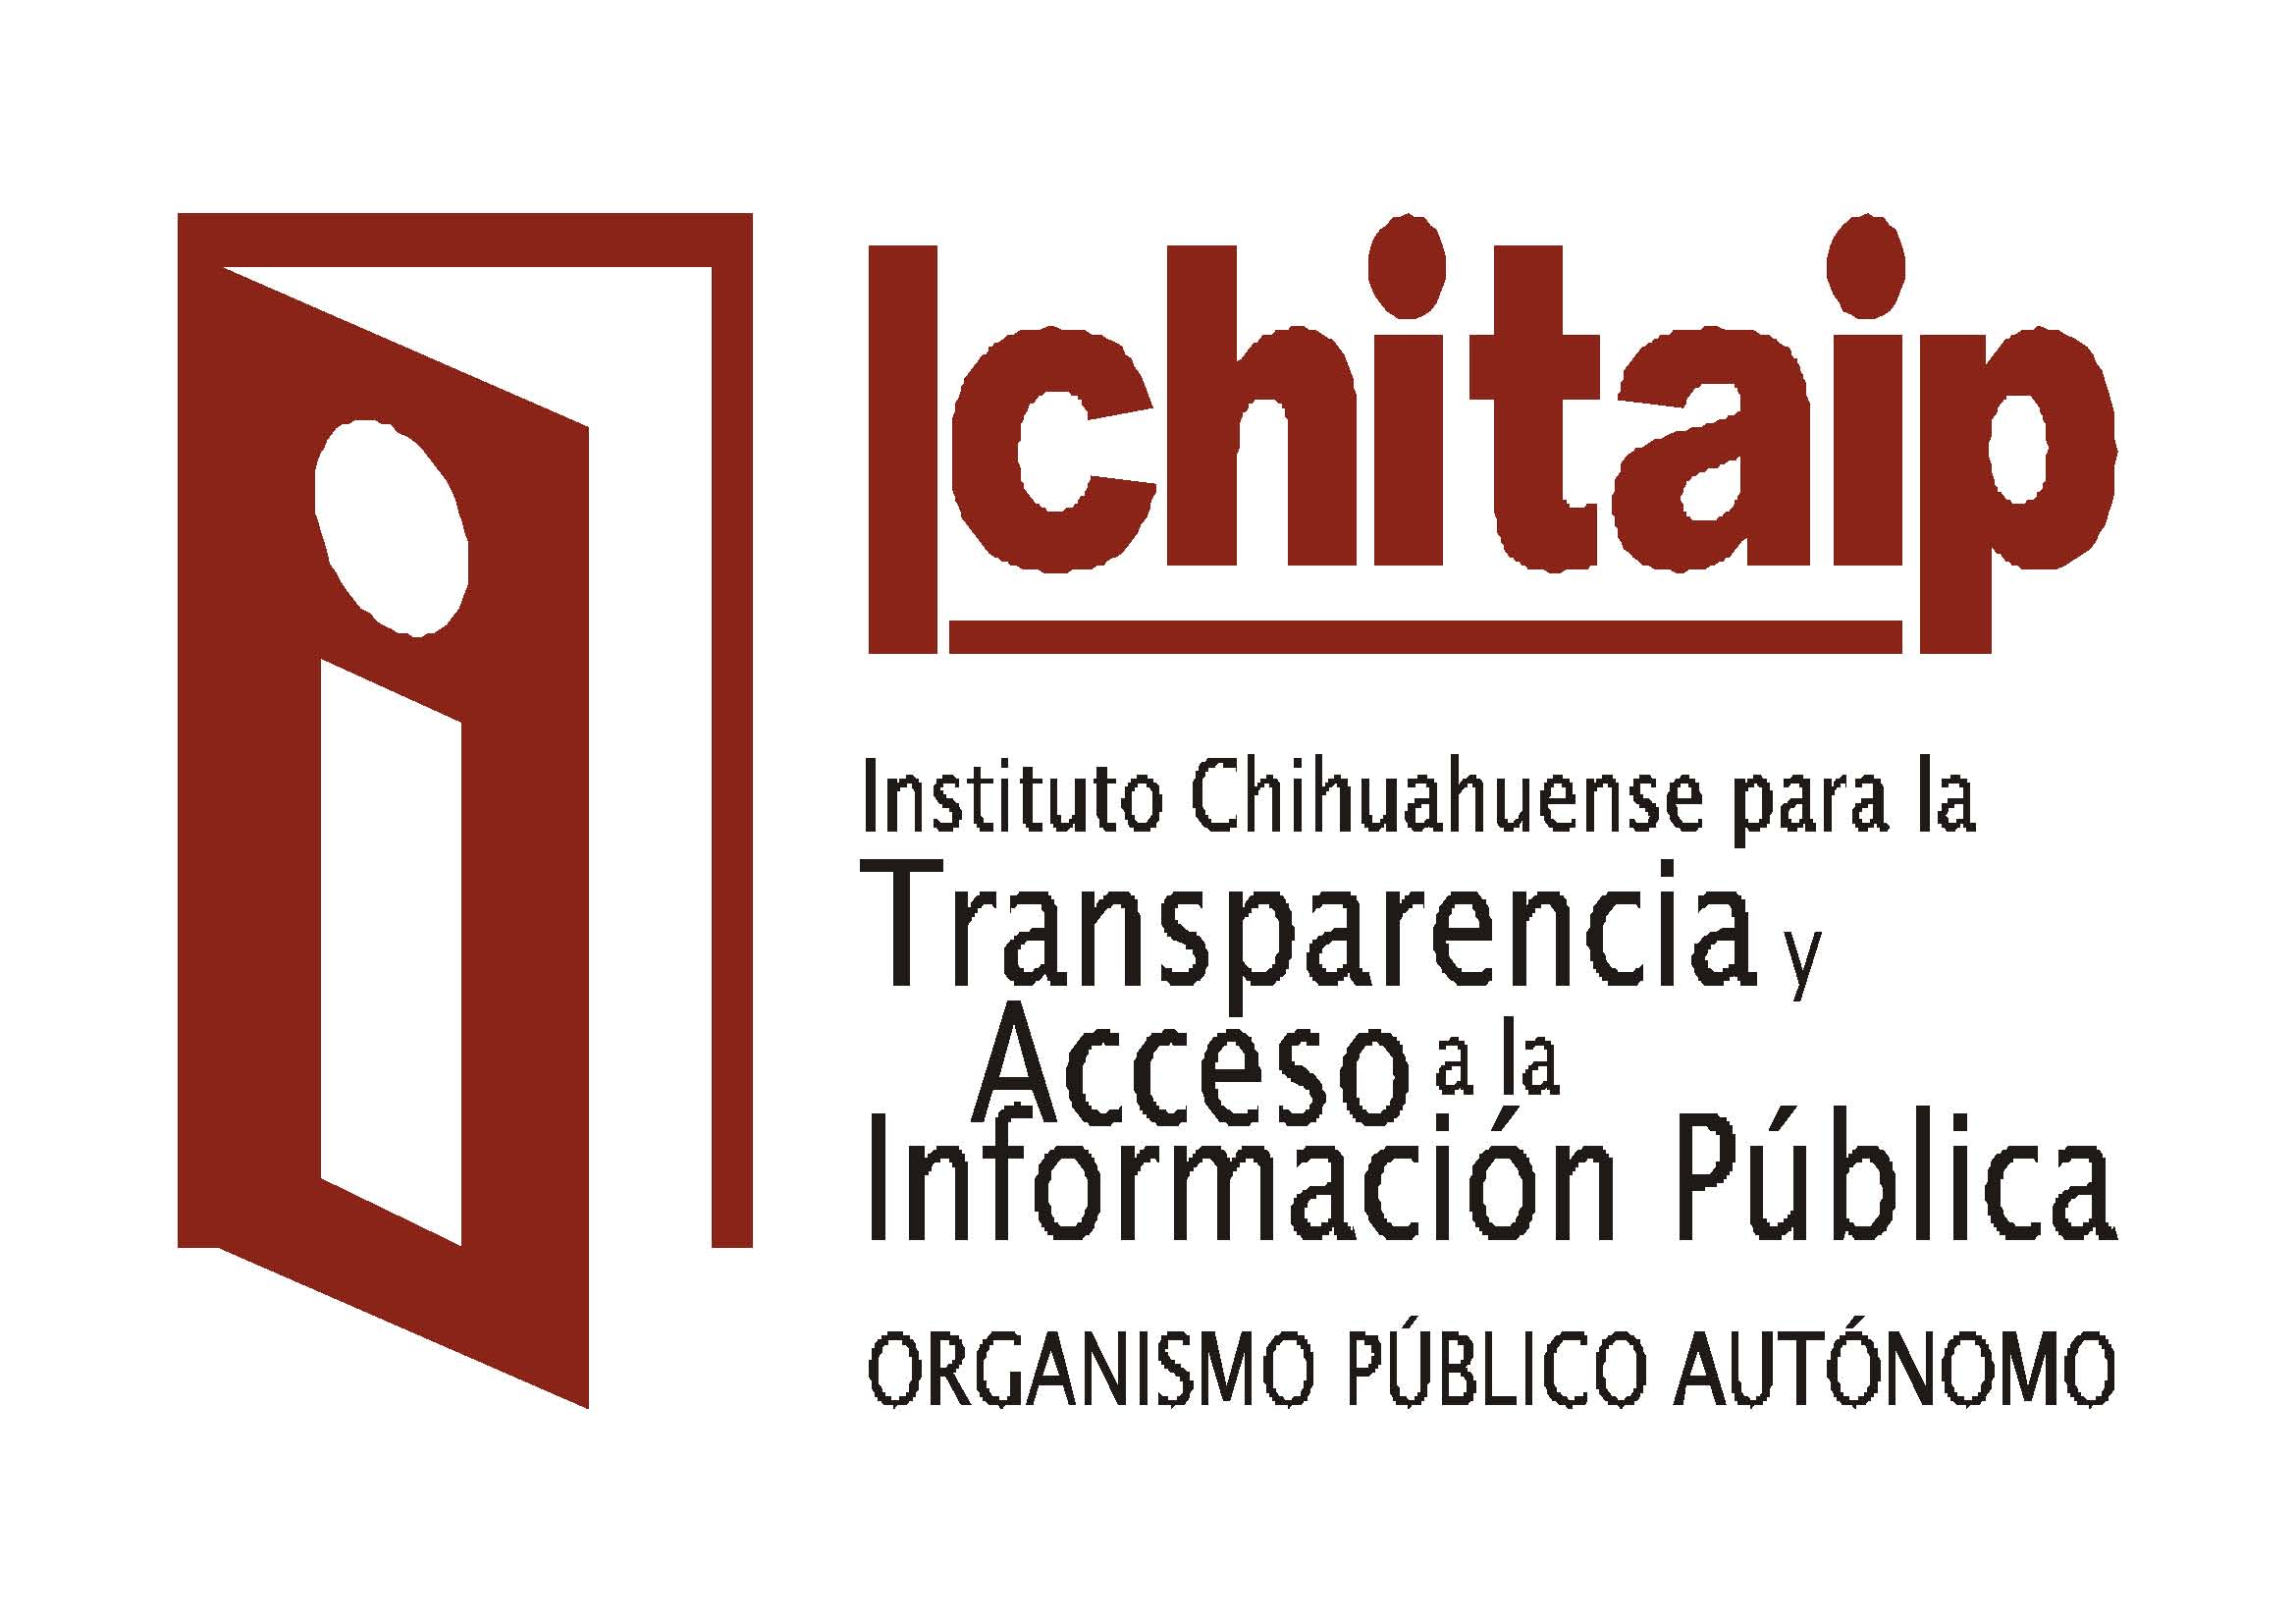 Ichitaip
Instituto Chihuahuense para la
Transparencia y
Acceso a la
Información Pública
ORGANISMO PÚBLICO AUTÓNOMO